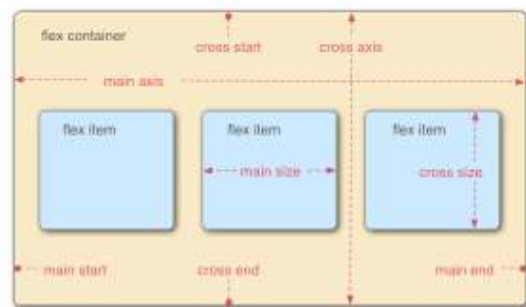 flex container
cross start
cross axis
main axis
flex item
flex item
flex item
main size
cross size
main start
cross end
main end